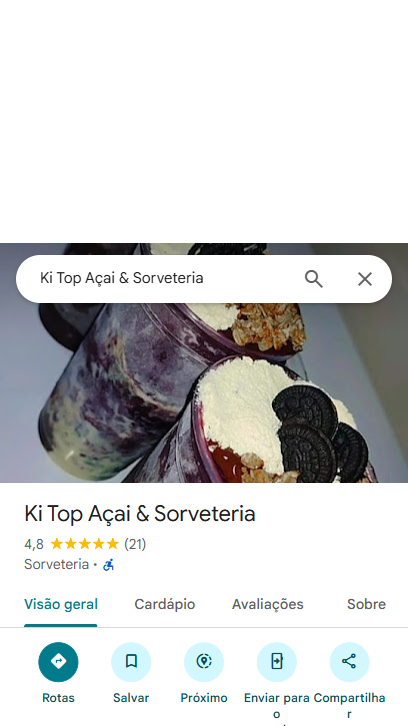 Ki Top Açai & Sorveteria
Ki Top Açai & Sorveteria
4,8 (21)
Sorveteria ·
Visão geral Cardápio Avaliações Sobre
Rotas Salvar Próximo Enviar para o Compartilhar